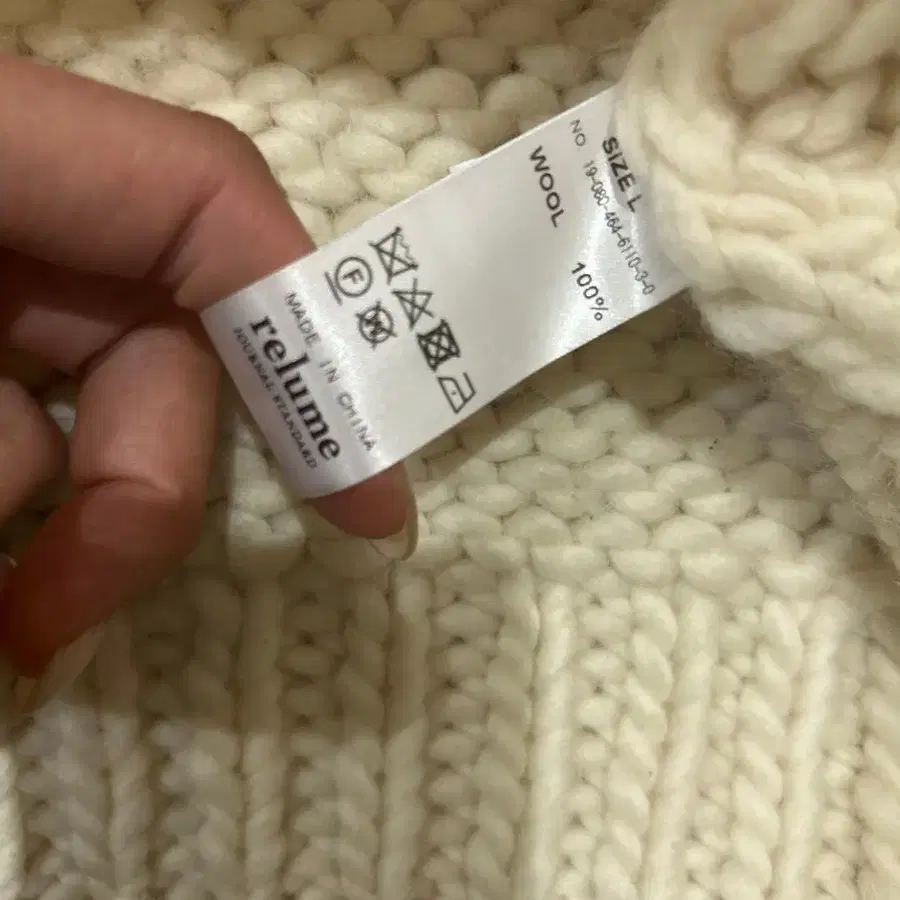 SIZE L
NO 19-080-464-6110-3-0
WOOL 100%
F
W
MADE IN CHINA
relume
JOURNAL STANDARD